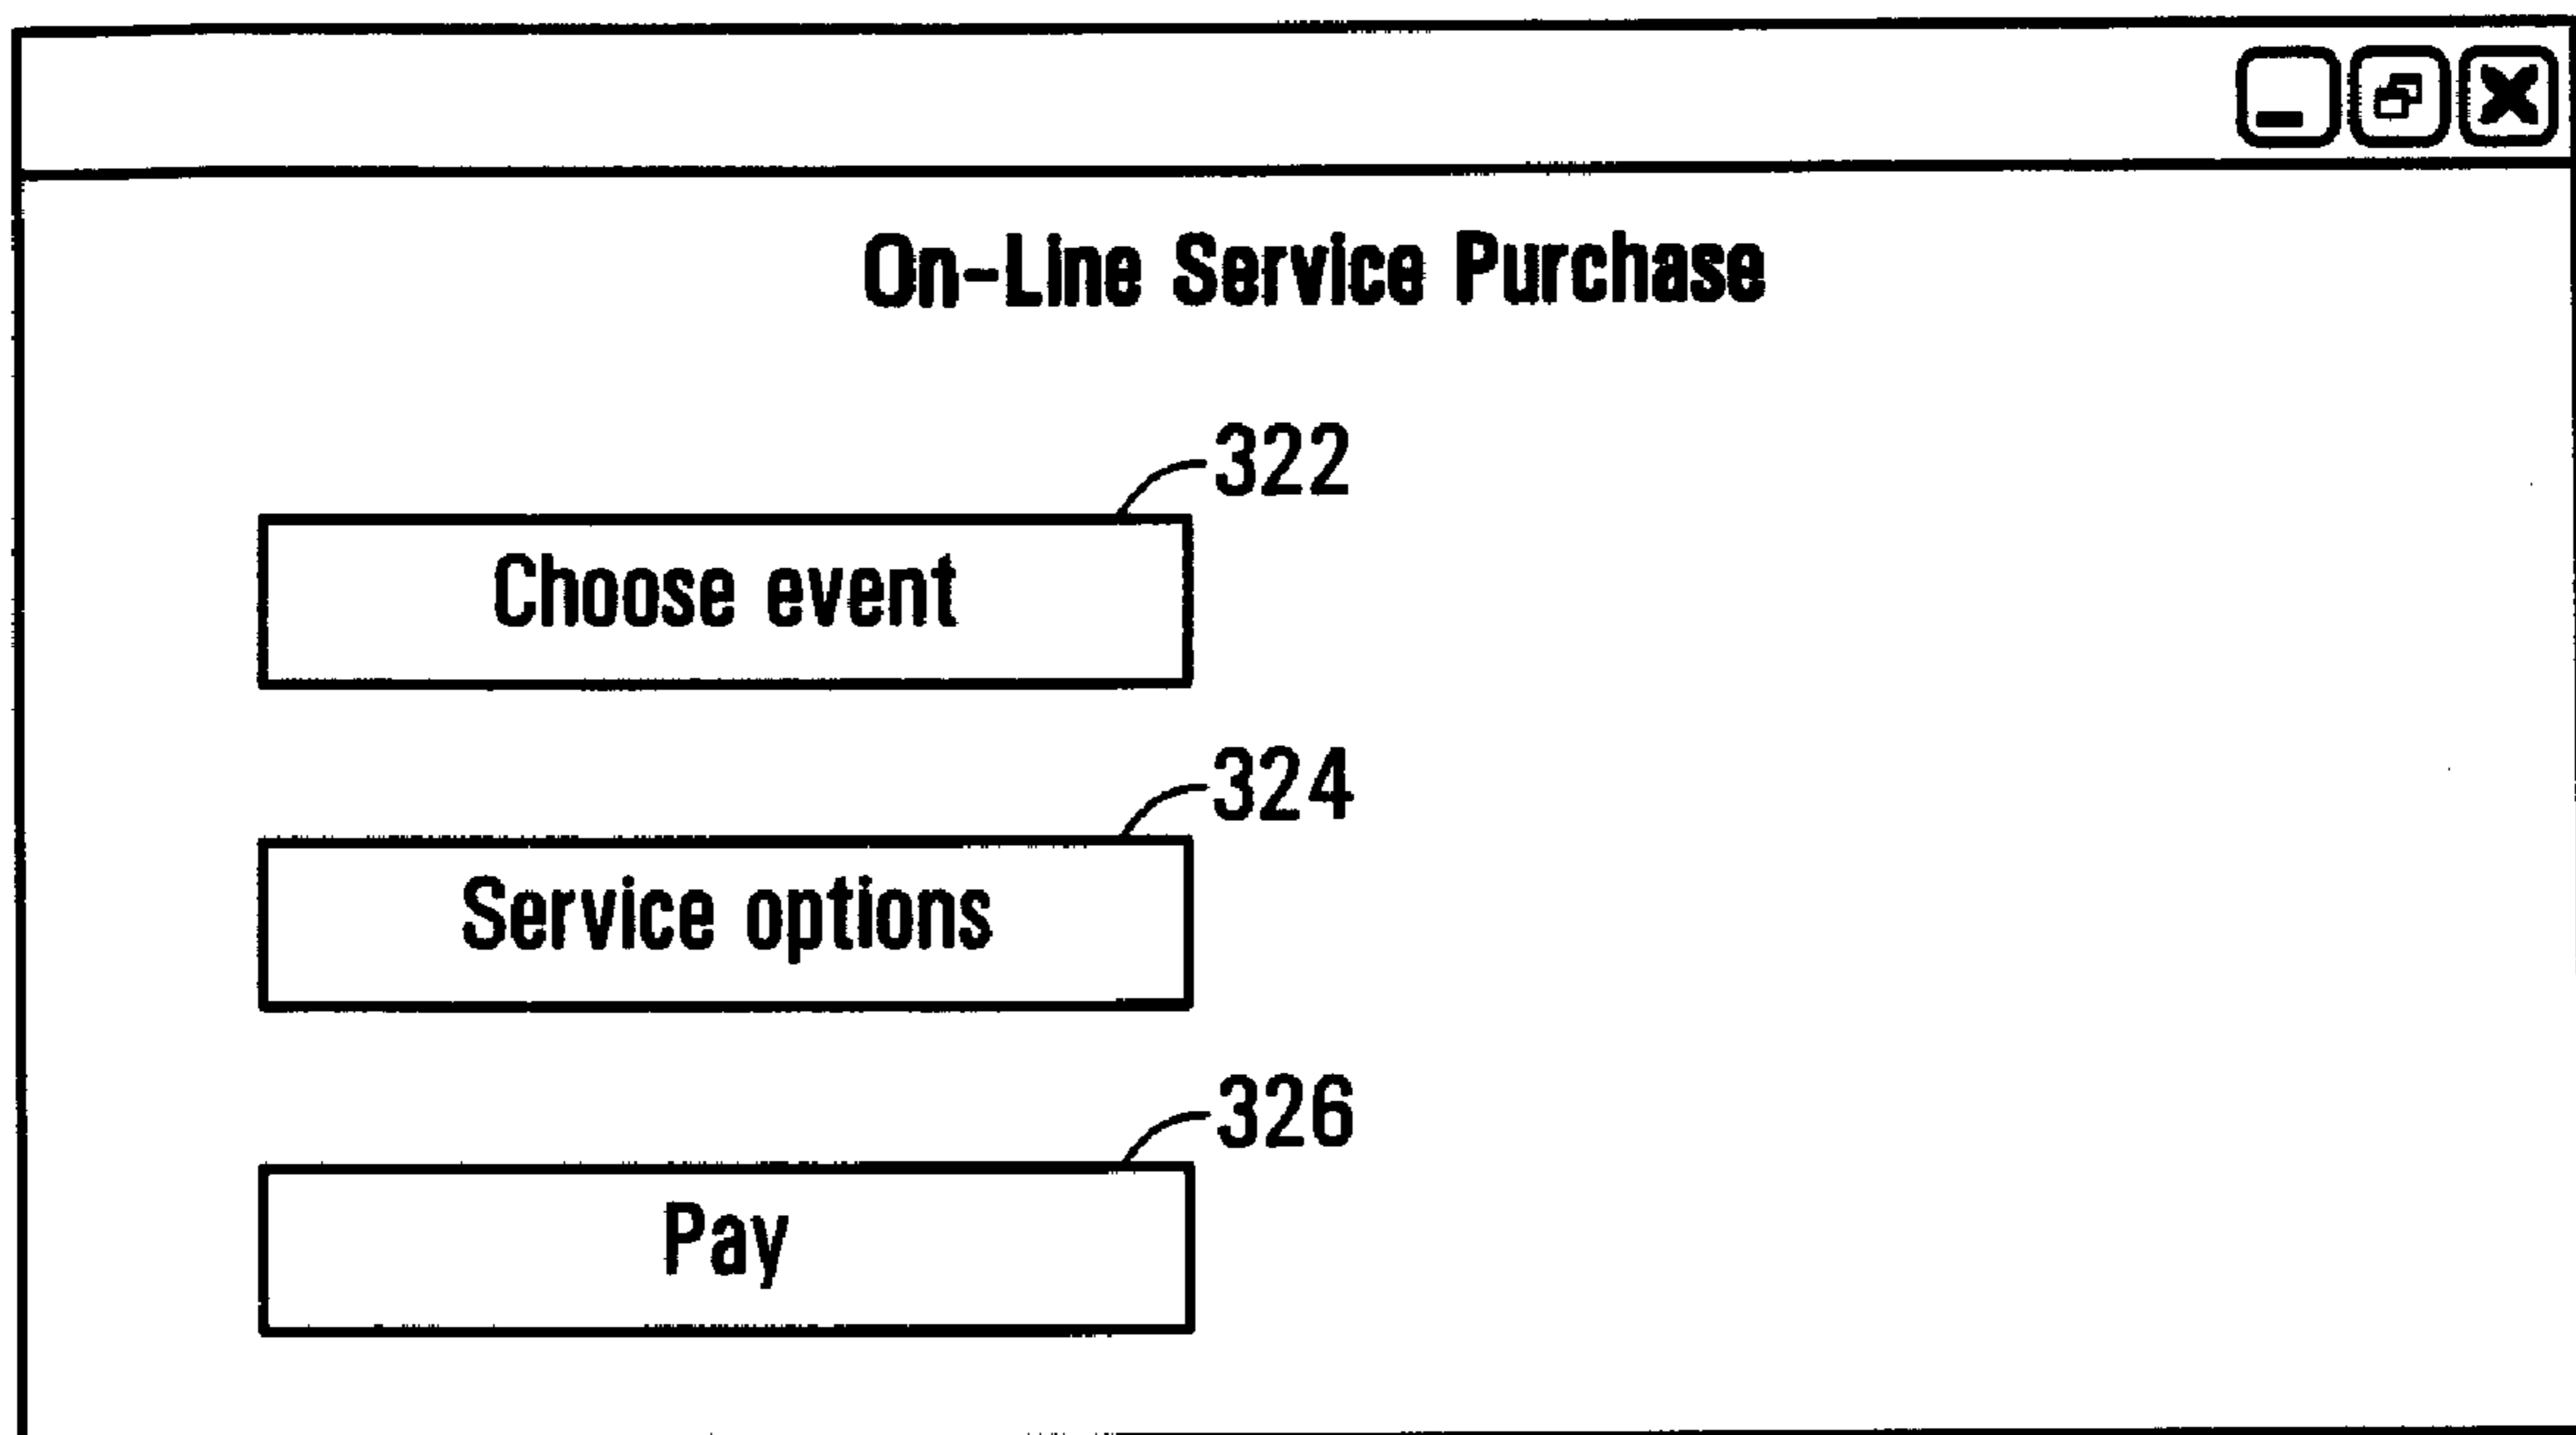 On-Line Service Purchase
322
Choose event
324
Service options
326
Pay